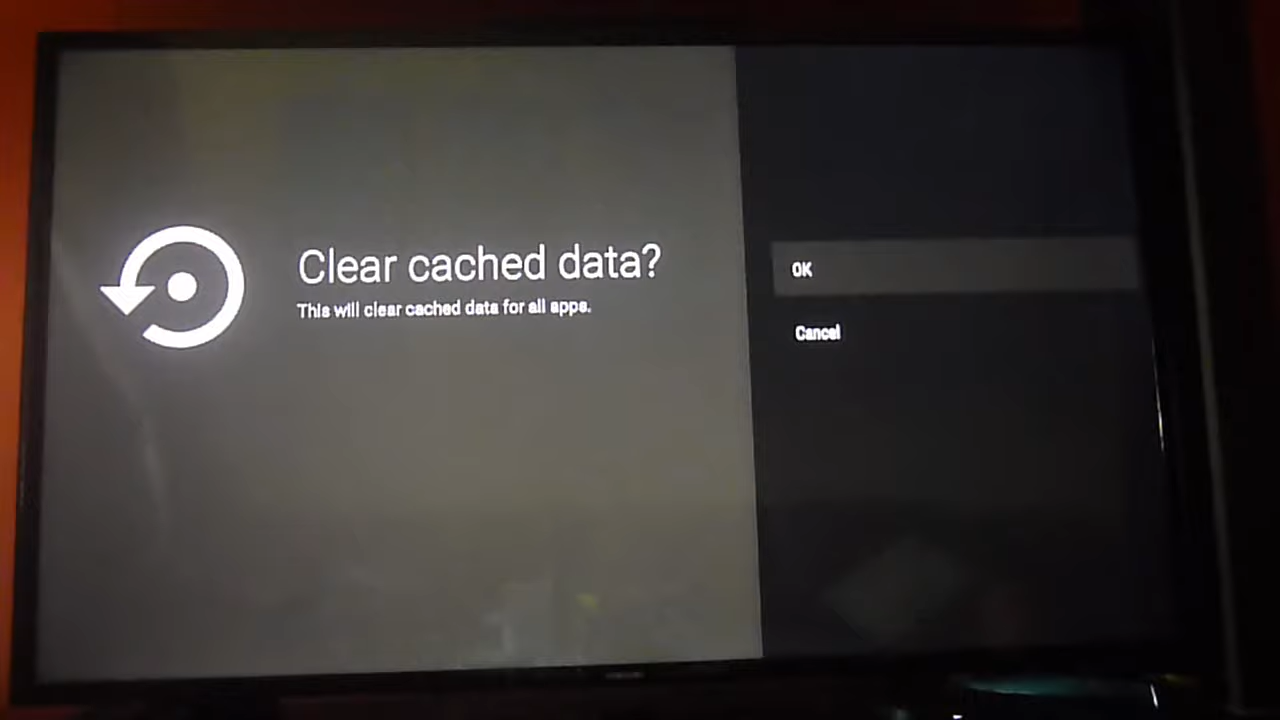 Clear cached data?
This will clear cached data for all apps.
OK
Cancel